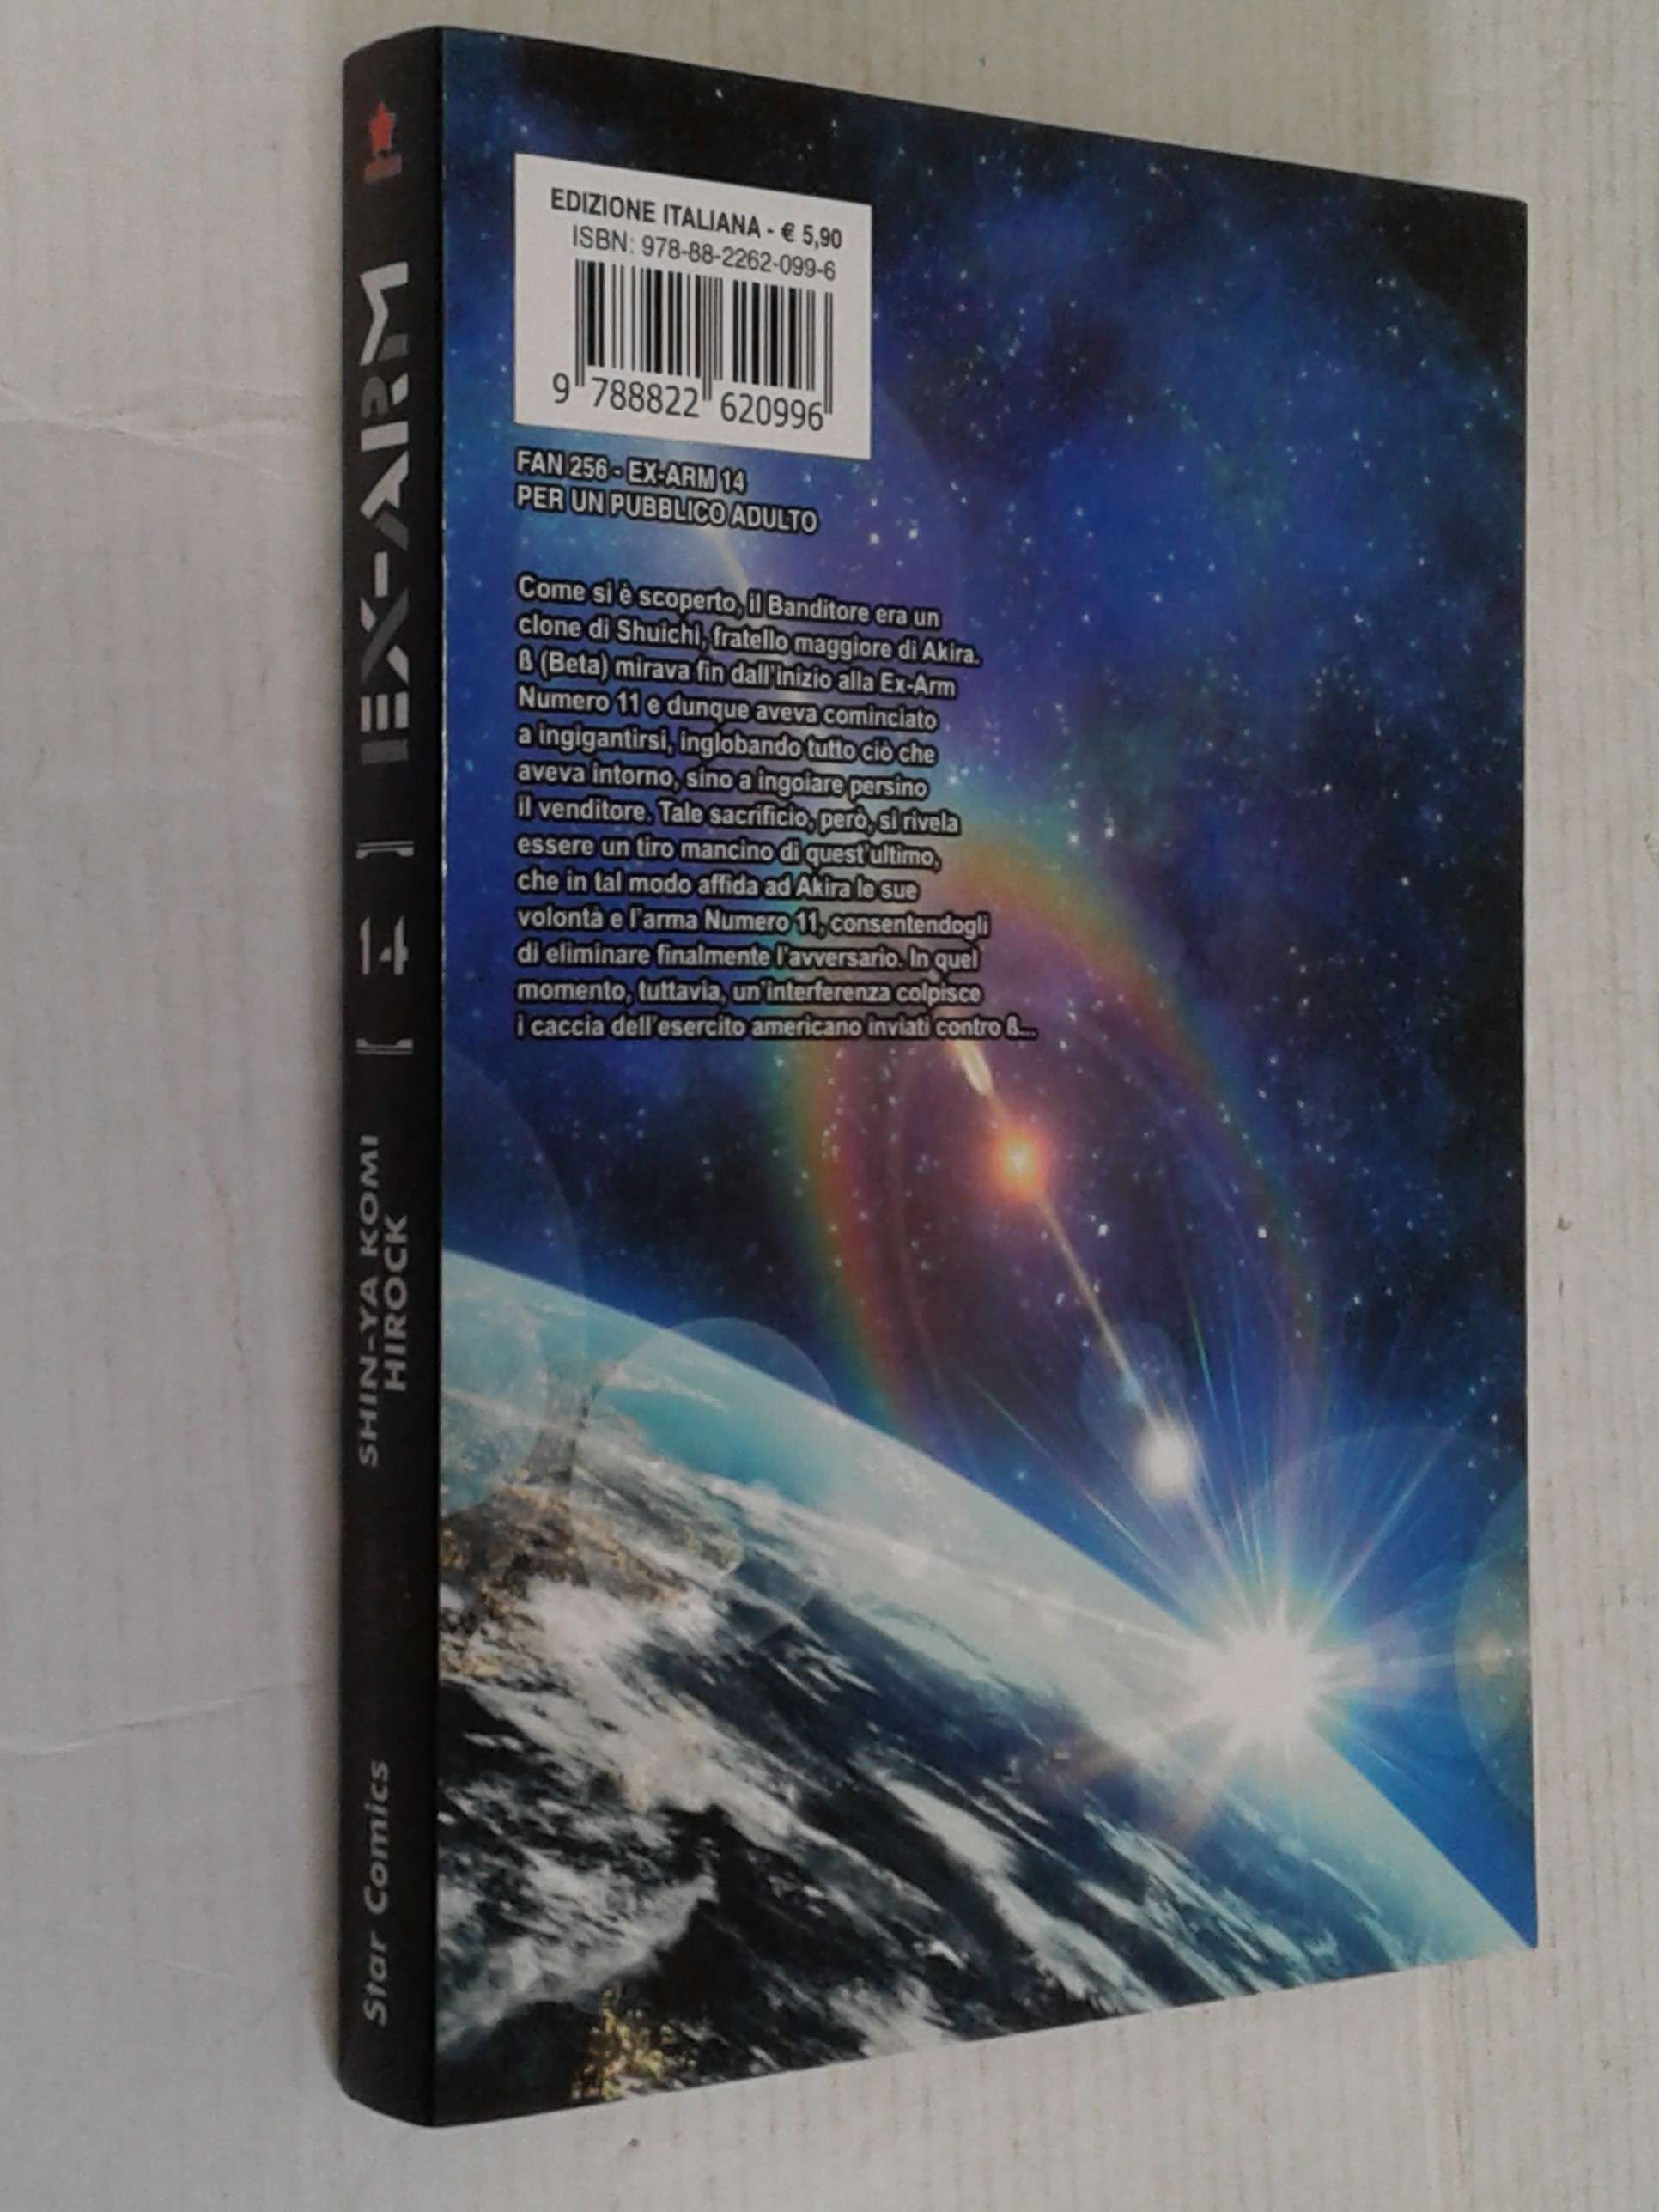 EX-ARM
[ 14 ]
SHIN-YA KOMI
HIROCK
Star Comics
EDIZIONE ITALIANA - € 5,90
ISBN: 978-88-2262-099-6
9 788822 620996
FAN 256 - EX-ARM 14
PER UN PUBBLICO ADULTO
Come si è scoperto, il Banditore era un
clone di Shuichi, fratello maggiore di Akira.
ß (Beta) mirava fin dall'inizio alla Ex-Arm
Numero 11 e dunque aveva cominciato
a ingigantirsi, inglobando tutto ciò che
aveva intorno, sino a ingoiare persino
il venditore. Tale sacrificio, però, si rivela
essere un tiro mancino di quest'ultimo,
che in tal modo affida ad Akira le sue
volontà e l'arma Numero 11, consentendogli
di eliminare finalmente l'avversario. In quel
momento, tuttavia, un'interferenza colpisce
i caccia dell'esercito americano inviati contro ß...